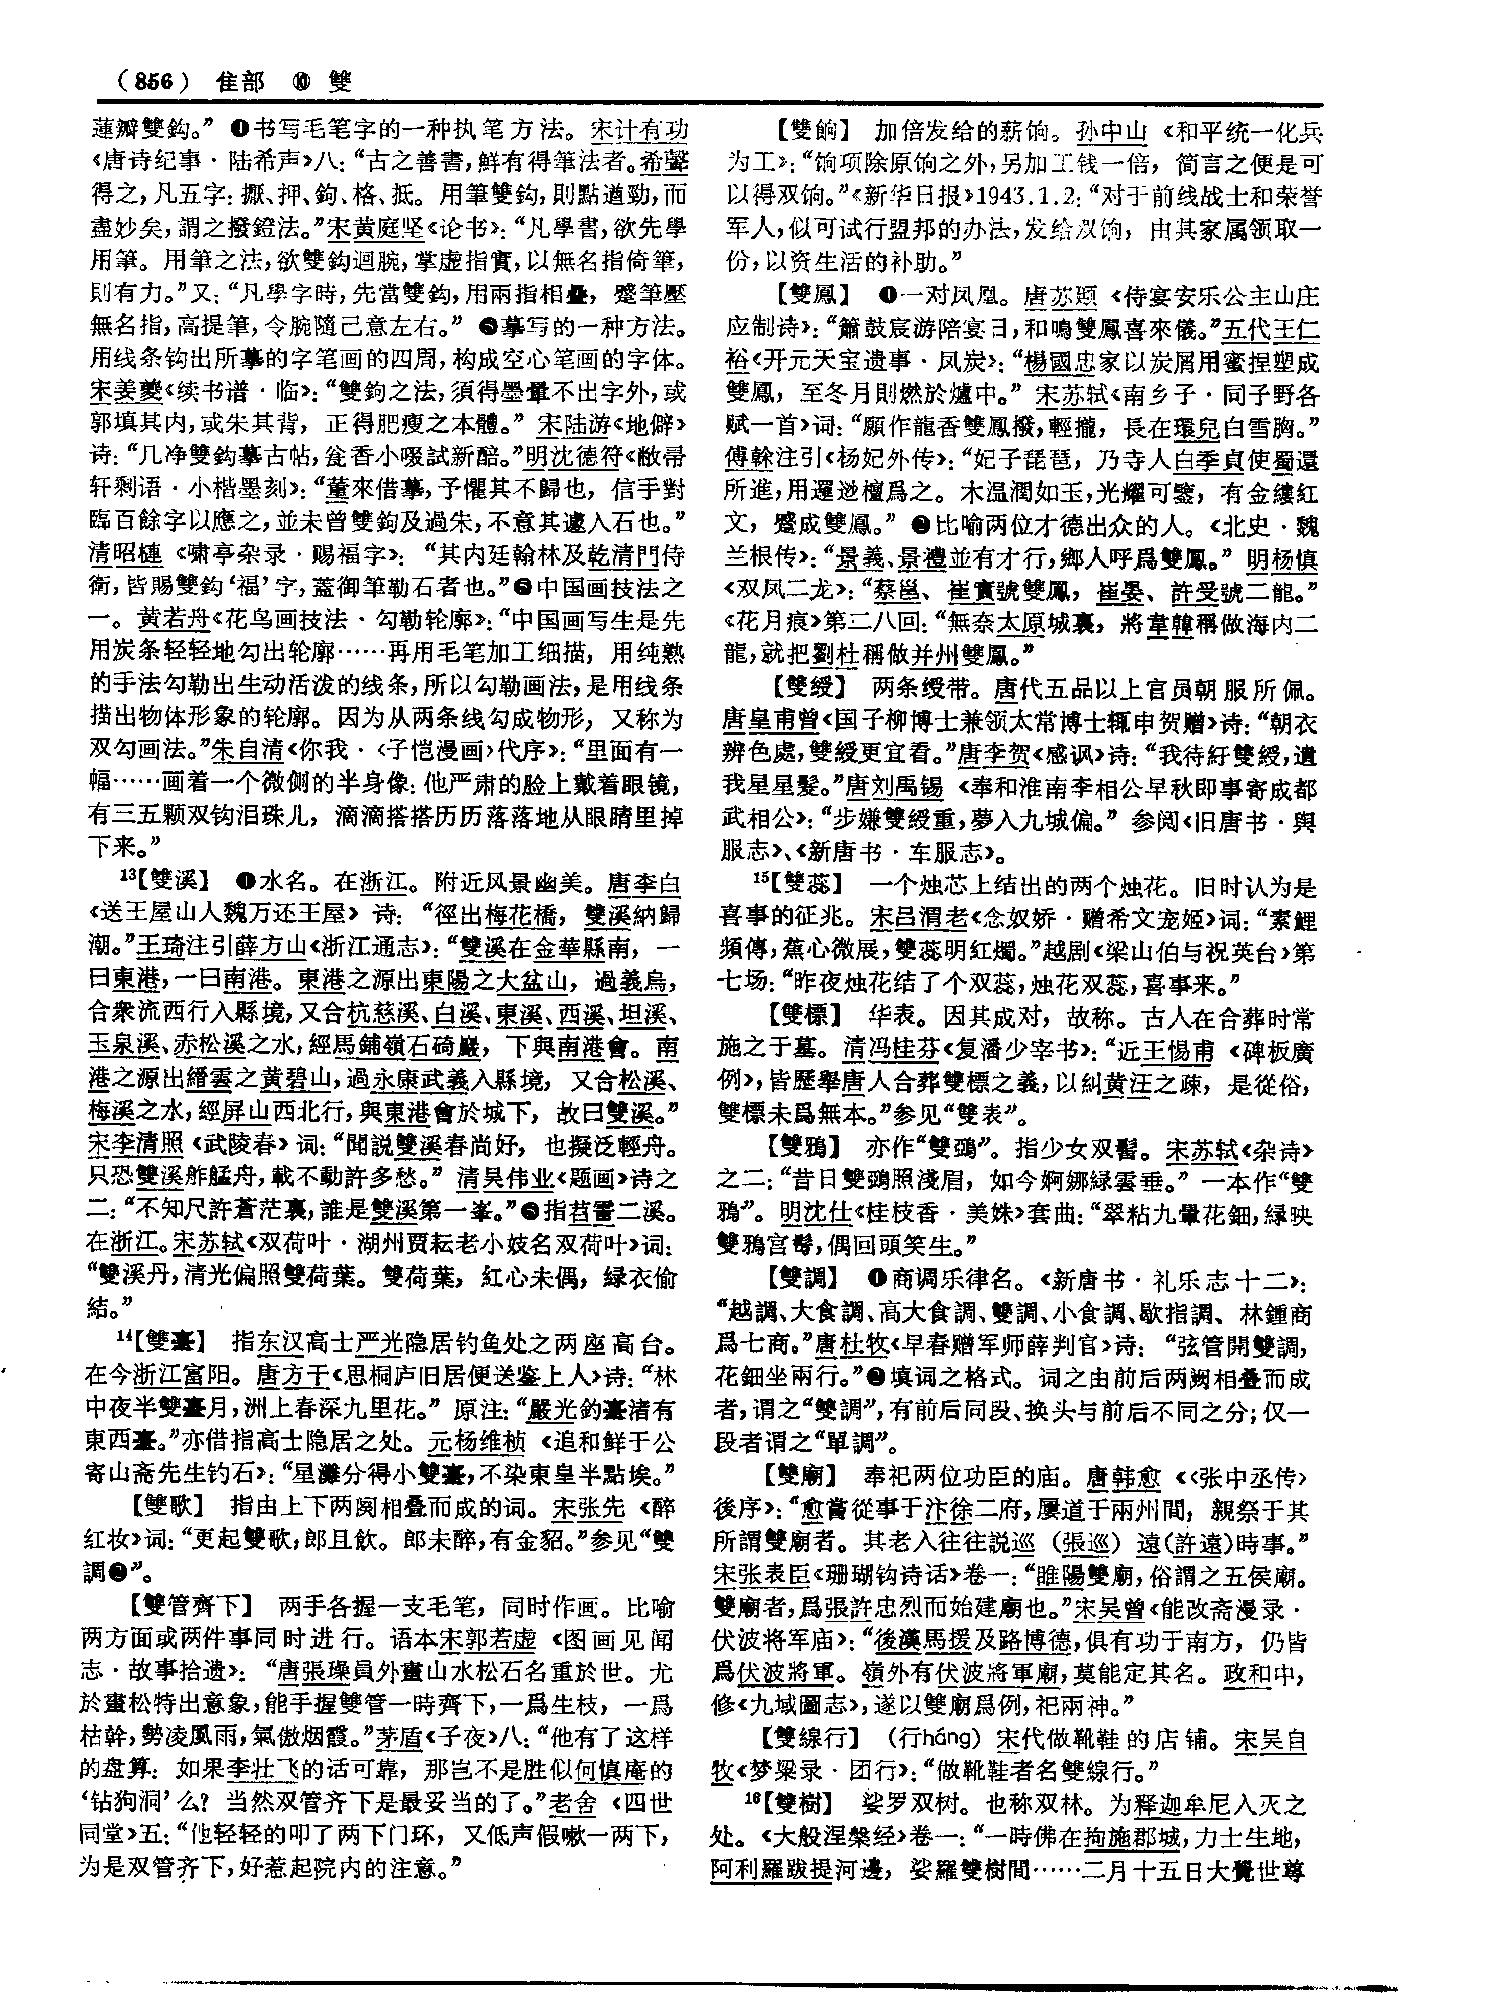 （856） 隹部 ⑩ 雙
蓮瓣雙鈎。”❹书写毛笔字的一种执笔方法。宋计有功
《唐诗纪事·陆希声》八：“古之善書，鮮有得筆法者。希聲
得之，凡五字：擫、押、鈎、格、抵。用筆雙鈎，則點遒勁，而
盡妙矣，謂之撥鐙法。”宋黄庭坚《论书》：“凡學書，欲先學
用筆。用筆之法，欲雙鈎迴腕，掌虚指實，以無名指倚筆，
則有力。”又：“凡學字時，先當雙鈎，用兩指相疊，蹙筆壓
無名指，高提筆，令腕隨己意左右。”❺摹写的一种方法。
用线条钩出所摹的字笔画的四周，构成空心笔画的字体。
宋姜夔《续书谱·临》：“雙鈎之法，須得墨暈不出字外，或
郭填其内，或朱其背，正得肥瘦之本體。”宋陆游《地僻》
诗：“几净雙鈎摹古帖，瓮香小啜試新醅。”明沈德符《敝帚
轩剩语·小楷墨刻》：“董來借摹，予懼其不歸也，信手對
臨百餘字以應之，並未曾雙鈎及過朱，不意其遽入石也。”
清昭槤《啸亭杂录·赐福字》：“其内廷翰林及乾清門侍
衛，皆賜雙鈎‘福’字，蓋御筆勒石者也。”❻中国画技法之
一。黄若舟《花鸟画技法·勾勒轮廓》：“中国画写生是先
用炭条轻轻地勾出轮廓……再用毛笔加工细描，用纯熟
的手法勾勒出生动活泼的线条，所以勾勒画法，是用线条
描出物体形象的轮廓。因为从两条线勾成物形，又称为
双勾画法。”朱自清《你我·〈子恺漫画〉代序》：“里面有一
幅……画着一个微侧的半身像：他严肃的脸上戴着眼镜，
有三五颗双钩泪珠儿，滴滴搭搭历历落落地从眼睛里掉
下来。”
13【雙溪】 ❶水名。在浙江。附近风景幽美。唐李白
《送王屋山人魏万还王屋》诗：“徑出梅花橋，雙溪納歸
潮。”王琦注引薛方山《浙江通志》：“雙溪在金華縣南，一
曰東港，一曰南港。東港之源出東陽之大盆山，過義烏，
合衆流西行入縣境，又合杭慈溪、白溪、東溪、西溪、坦溪、
玉泉溪、赤松溪之水，經馬鋪嶺石碕巖，下與南港會。南
港之源出縉雲之黄碧山，過永康武義入縣境，又合松溪、
梅溪之水，經屏山西北行，與東港會於城下，故曰雙溪。”
宋李清照《武陵春》词：“聞説雙溪春尚好，也擬泛輕舟。
只恐雙溪舴艋舟，載不動許多愁。”清吴伟业《题画》诗之
二：“不知尺許蒼茫裏，誰是雙溪第一峯。”❷指苕霅二溪。
在浙江。宋苏轼《双荷叶·湖州贾耘老小妓名双荷叶》词：
“雙溪月，清光偏照雙荷葉。雙荷葉，紅心未偶，緑衣偷
結。”
14【雙臺】 指东汉高士严光隐居钓鱼处之两座高台。
在今浙江富阳。唐方干《思桐庐旧居便送鉴上人》诗：“林
中夜半雙臺月，洲上春深九里花。”原注：“嚴光釣臺渚有
東西臺。”亦借指高士隐居之处。元杨维桢《追和鲜于公
寄山斋先生钓石》：“星灘分得小雙臺，不染東皇半點埃。”
【雙歌】 指由上下两阕相叠而成的词。宋张先《醉
红妆》词：“更起雙歌，郎且飲。郎未醉，有金貂。”参见“雙
調❷”。
【雙管齊下】 两手各握一支毛笔，同时作画。比喻
两方面或两件事同时进行。语本宋郭若虚《图画见闻
志·故事拾遗》：“唐張璪員外畫山水松石名重於世。尤
於畫松特出意象，能手握雙管一時齊下，一爲生枝，一爲
枯幹，勢凌風雨，氣傲烟霞。”茅盾《子夜》八：“他有了这样
的盘算：如果李壮飞的话可靠，那岂不是胜似何慎庵的
‘钻狗洞’么？当然双管齐下是最妥当的了。”老舍《四世
同堂》五：“他轻轻的叩了两下门环，又低声假嗽一两下，
为是双管齐下，好惹起院内的注意。”
【雙餉】 加倍发给的薪饷。孙中山《和平统一化兵
为工》：“饷项除原饷之外，另加工钱一倍，简言之便是可
以得双饷。”《新华日报》1943.1.2：“对于前线战士和荣誉
军人，似可试行盟邦的办法，发给双饷，由其家属领取一
份，以资生活的补助。”
【雙鳳】 ❶一对凤凰。唐苏颋《侍宴安乐公主山庄
应制诗》：“簫鼓宸游陪宴日，和鳴雙鳳喜來儀。”五代王仁
裕《开元天宝遗事·凤炭》：“楊國忠家以炭屑用蜜捏塑成
雙鳳，至冬月則燃於爐中。”宋苏轼《南乡子·同子野各
赋一首》词：“願作龍香雙鳳撥，輕攏，長在環兒白雪胸。”
傅榦注引《杨妃外传》：“妃子琵琶，乃寺人白季貞使蜀還
所進，用邏逤檀爲之。木温潤如玉，光耀可鑒，有金縷紅
文，蹙成雙鳳。”❷比喻两位才德出众的人。《北史·魏
兰根传》：“景義、景禮並有才行，鄉人呼爲雙鳳。”明杨慎
《双凤二龙》：“蔡邕、崔寔號雙鳳，崔晏、許受號二龍。”
《花月痕》第二八回：“無奈太原城裏，將韋韓稱做海内二
龍，就把劉杜稱做并州雙鳳。”
【雙綬】 两条绶带。唐代五品以上官员朝服所佩。
唐皇甫曾《国子柳博士兼领太常博士辄申贺赠》诗：“朝衣
辨色處，雙綬更宜看。”唐李贺《感讽》诗：“我待紆雙綬，遺
我星星髮。”唐刘禹锡《奉和淮南李相公早秋即事寄成都
武相公》：“步嫌雙綬重，夢入九城偏。”参阅《旧唐书·舆
服志》、《新唐书·车服志》。
15【雙蕊】 一个烛芯上结出的两个烛花。旧时认为是
喜事的征兆。宋吕渭老《念奴娇·赠希文宠姬》词：“素鯉
頻傳，蕉心微展，雙蕊明紅燭。”越剧《梁山伯与祝英台》第
七场：“昨夜烛花结了个双蕊，烛花双蕊，喜事来。”
【雙標】 华表。因其成对，故称。古人在合葬时常
施之于墓。清冯桂芬《复潘少宰书》：“近王惕甫《碑板廣
例》，皆歷舉唐人合葬雙標之義，以糾黄汪之疎，是從俗，
雙標未爲無本。”参见“雙表”。
【雙鴉】 亦作“雙鵶”。指少女双髻。宋苏轼《杂诗》
之二：“昔日雙鵶照淺眉，如今婀娜緑雲垂。”一本作“雙
鴉”。明沈仕《桂枝香·美姝》套曲：“翠粘九暈花鈿，緑映
雙鴉宫髻，偶回頭笑生。”
【雙調】 ❶商调乐律名。《新唐书·礼乐志十二》：
“越調、大食調、高大食調、雙調、小食調、歇指調、林鍾商
爲七商。”唐杜牧《早春赠军师薛判官》诗：“弦管開雙調，
花鈿坐兩行。”❷填词之格式。词之由前后两阕相叠而成
者，谓之“雙調”，有前后同段、换头与前后不同之分；仅一
段者谓之“單調”。
【雙廟】 奉祀两位功臣的庙。唐韩愈《〈张中丞传〉
後序》：“愈嘗從事于汴徐二府，屢道于兩州間，親祭于其
所謂雙廟者。其老人往往説巡（張巡）遠（許遠）時事。”
宋张表臣《珊瑚钩诗话》卷一：“睢陽雙廟，俗謂之五侯廟。
雙廟者，爲張許忠烈而始建廟也。”宋吴曾《能改斋漫录·
伏波将军庙》：“後漢馬援及路博德，俱有功于南方，仍皆
爲伏波將軍。嶺外有伏波將軍廟，莫能定其名。政和中，
修《九域圖志》，遂以雙廟爲例，祀兩神。”
【雙線行】（行háng）宋代做靴鞋的店铺。宋吴自
牧《梦粱录·团行》：“做靴鞋者名雙線行。”
16【雙樹】 娑罗双树。也称双林。为释迦牟尼入灭之
处。《大般涅槃经》卷一：“一時佛在拘施郡城，力士生地，
阿利羅跋提河邊，娑羅雙樹間……二月十五日大覺世尊